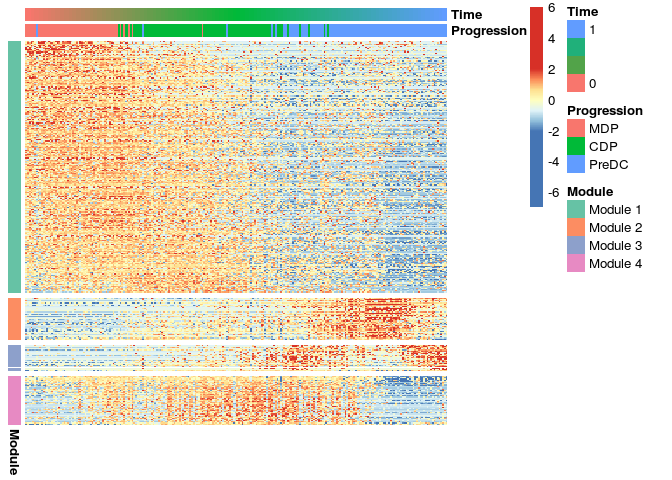 Time
Progression
6
4
2
0
-2
-4
-6
Time
1
0
Progression
MDP
CDP
PreDC
Module
Module 1
Module 2
Module 3
Module 4
Module